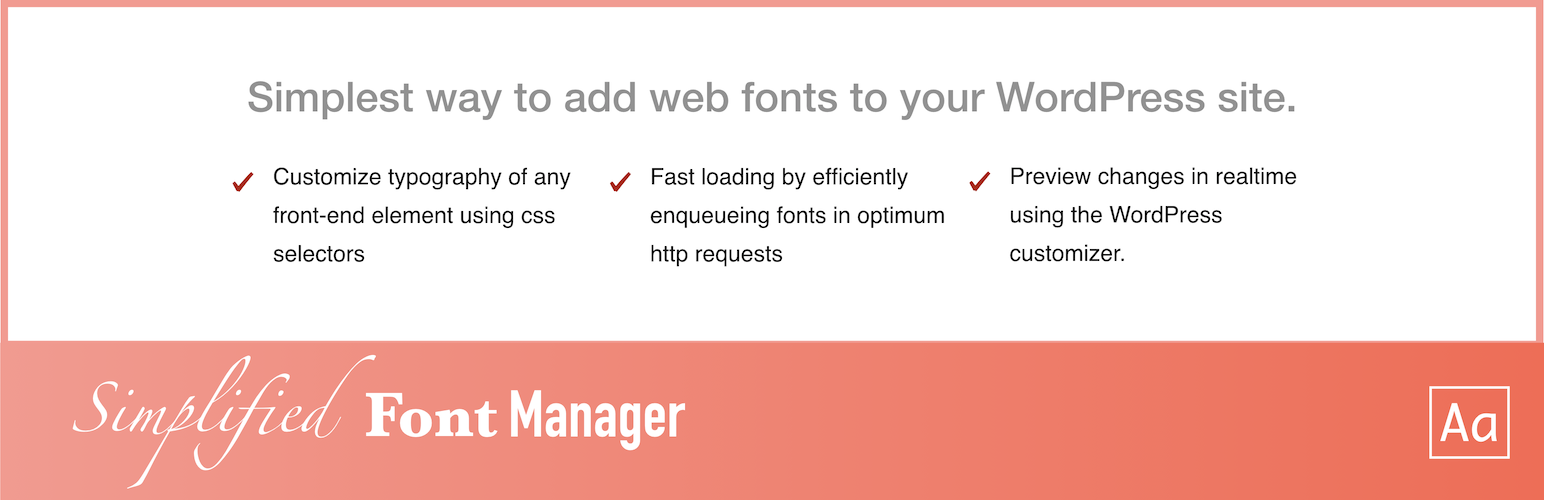 Simplest way to add web fonts to your WordPress site.
Customize typography of any
front-end element using css
selectors
Fast loading by efficiently
enqueueing fonts in optimum
http requests
Preview changes in realtime
using the WordPress
customizer.
Simplified Font Manager
Aa